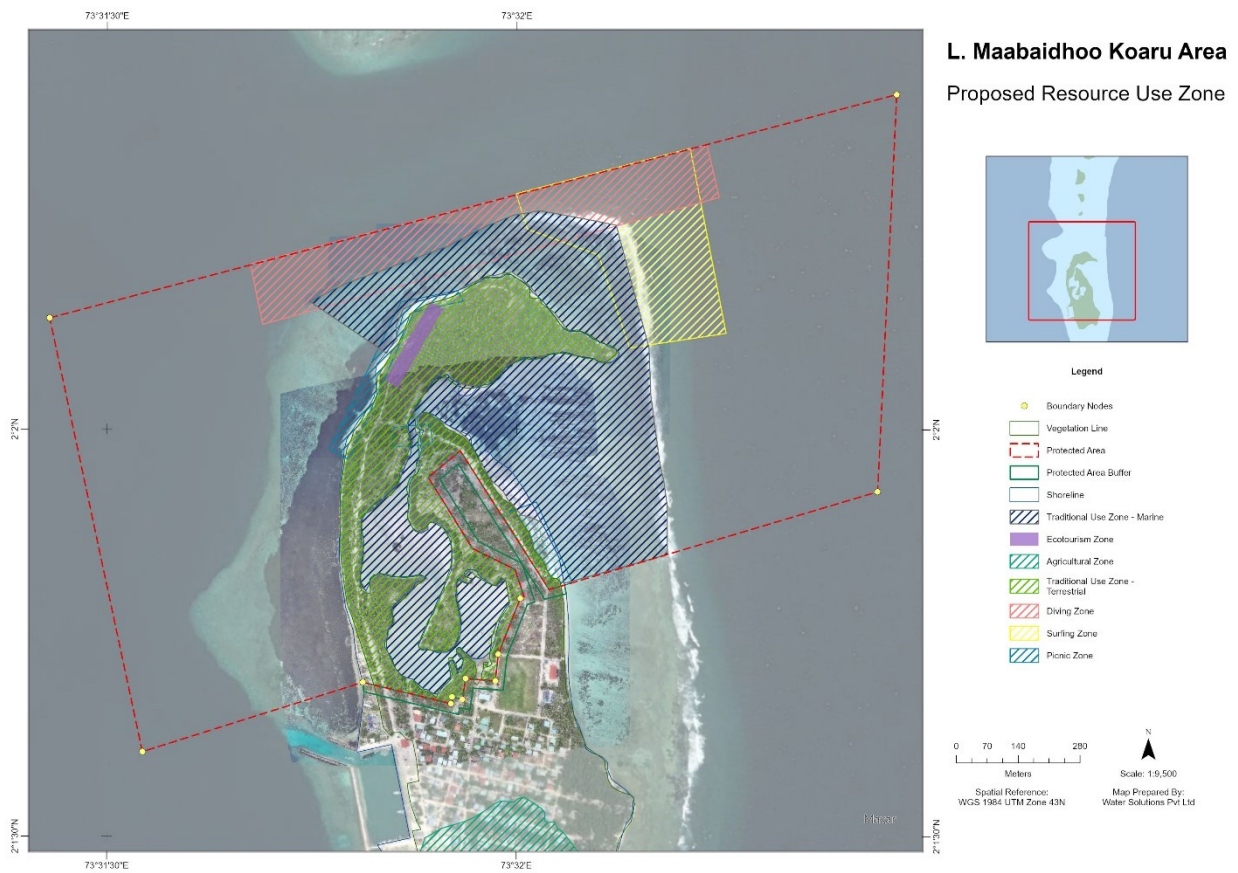 73°31'30"E
73°32'E
L. Maabaidhoo Koaru Area
Proposed Resource Use Zone
Legend
Boundary Nodes
Vegetation Line
Protected Area
Protected Area Buffer
Shoreline
Traditional Use Zone - Marine
Ecotourism Zone
Agricultural Zone
Traditional Use Zone -
Terrestrial
Diving Zone
Surfing Zone
Picnic Zone
2°2'N
2°2'N
0 70 140 280
Meters
Spatial Reference:
WGS 1984 UTM Zone 43N
N
Scale: 1:9,500
Map Prepared By:
Water Solutions Pvt Ltd
Maxar
2°1'30"N
2°1'30"N
73°31'30"E
73°32'E